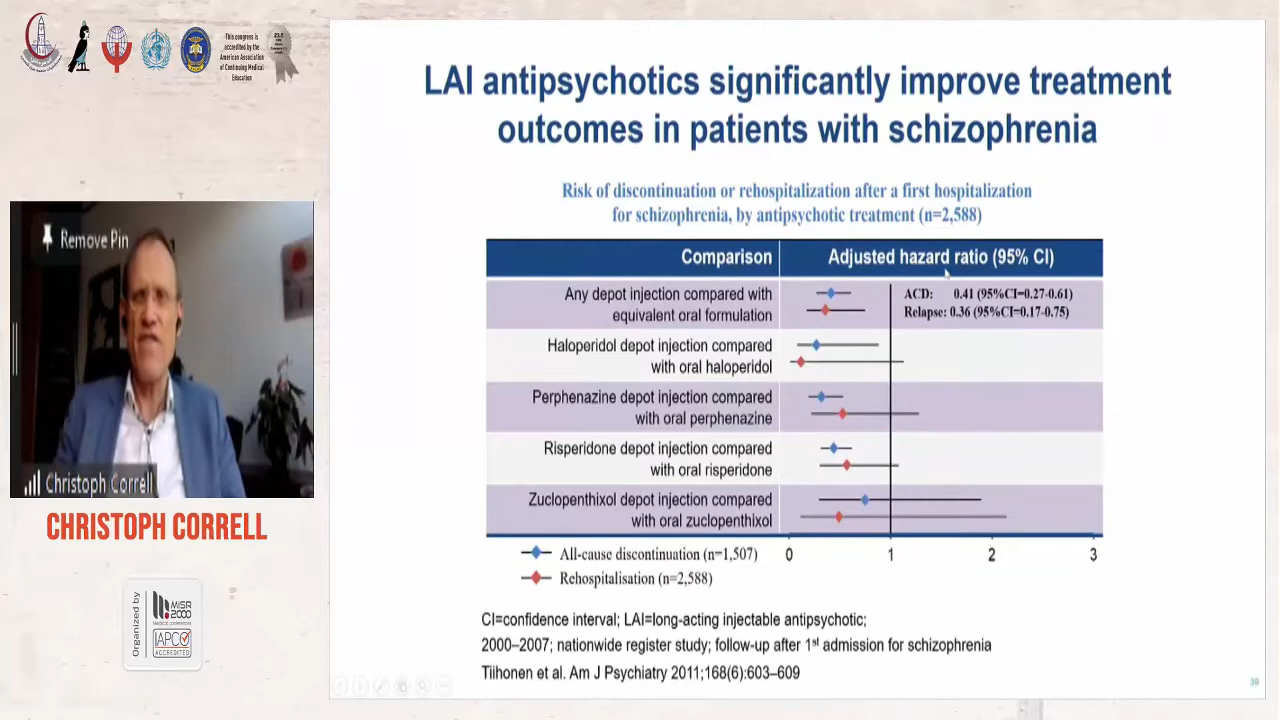 This congress is
accredited by the
American Association
of Continuing Medical
Education
LAI antipsychotics significantly improve treatment
outcomes in patients with schizophrenia
Risk of discontinuation or rehospitalization after a first hospitalization
for schizophrenia, by antipsychotic treatment (n=2,588)
Comparison
Adjusted hazard ratio (95% CI)
Any depot injection compared with
equivalent oral formulation
ACD: 0.41 (95%CI=0.27-0.61)
Relapse: 0.36 (95%CI=0.17-0.75)
Haloperidol depot injection compared
with oral haloperidol
Perphenazine depot injection compared
with oral perphenazine
Risperidone depot injection compared
with oral risperidone
Zuclopenthixol depot injection compared
with oral zuclopenthixol
0 1 2 3
All-cause discontinuation (n=1,507)
Rehospitalisation (n=2,588)
CI=confidence interval; LAI=long-acting injectable antipsychotic;
2000–2007; nationwide register study; follow-up after 1st admission for schizophrenia
Tiihonen et al. Am J Psychiatry 2011;168(6):603–609
39
Remove Pin
Christoph Correll
CHRISTOPH CORRELL
Organized by
MISR
2000
Medical conferences
IAPCO
ACCREDITED